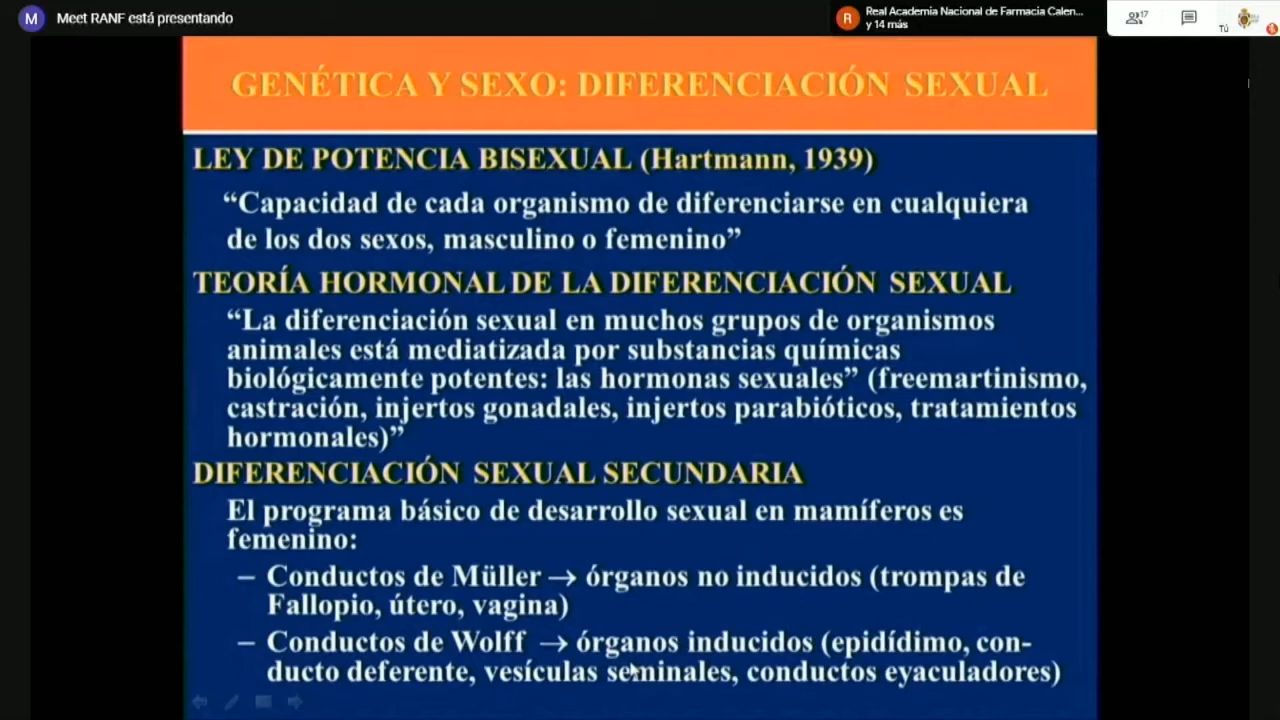 M Meet RANF está presentando
R Real Academia Nacional de Farmacia Calen...
y 14 más
17
Tú
GENÉTICA Y SEXO: DIFERENCIACIÓN SEXUAL
LEY DE POTENCIA BISEXUAL (Hartmann, 1939)
“Capacidad de cada organismo de diferenciarse en cualquiera
de los dos sexos, masculino o femenino”
TEORÍA HORMONAL DE LA DIFERENCIACIÓN SEXUAL
“La diferenciación sexual en muchos grupos de organismos
animales está mediatizada por substancias químicas
biológicamente potentes: las hormonas sexuales” (freemartinismo,
castración, injertos gonadales, injertos parabióticos, tratamientos
hormonales)”
DIFERENCIACIÓN SEXUAL SECUNDARIA
El programa básico de desarrollo sexual en mamíferos es
femenino:
– Conductos de Müller → órganos no inducidos (trompas de
Fallopio, útero, vagina)
– Conductos de Wolff → órganos inducidos (epidídimo, con-
ducto deferente, vesículas seminales, conductos eyaculadores)